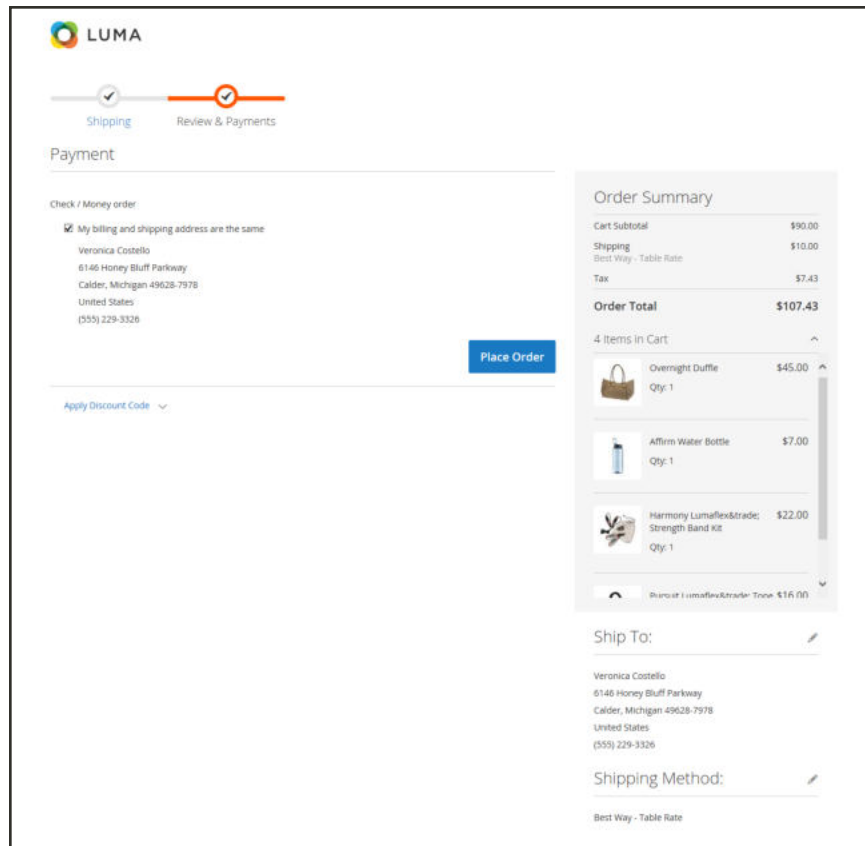 LUMA
Shipping
Review & Payments
Payment
Check / Money order
My billing and shipping address are the same
Veronica Costello
6146 Honey Bluff Parkway
Calder, Michigan 49628-7978
United States
(555) 229-3326
Place Order
Apply Discount Code
Order Summary
Cart Subtotal $90.00
Shipping $10.00
Best Way - Table Rate
Tax $7.43
Order Total $107.43
4 Items in Cart
Overnight Duffle $45.00
Qty: 1
Affirm Water Bottle $7.00
Qty: 1
Harmony Lumaflex&trade; $22.00
Strength Band Kit
Qty: 1
Pursuit Lumaflex&trade; Tone $16.00
Ship To:
Veronica Costello
6146 Honey Bluff Parkway
Calder, Michigan 49628-7978
United States
(555) 229-3326
Shipping Method:
Best Way - Table Rate